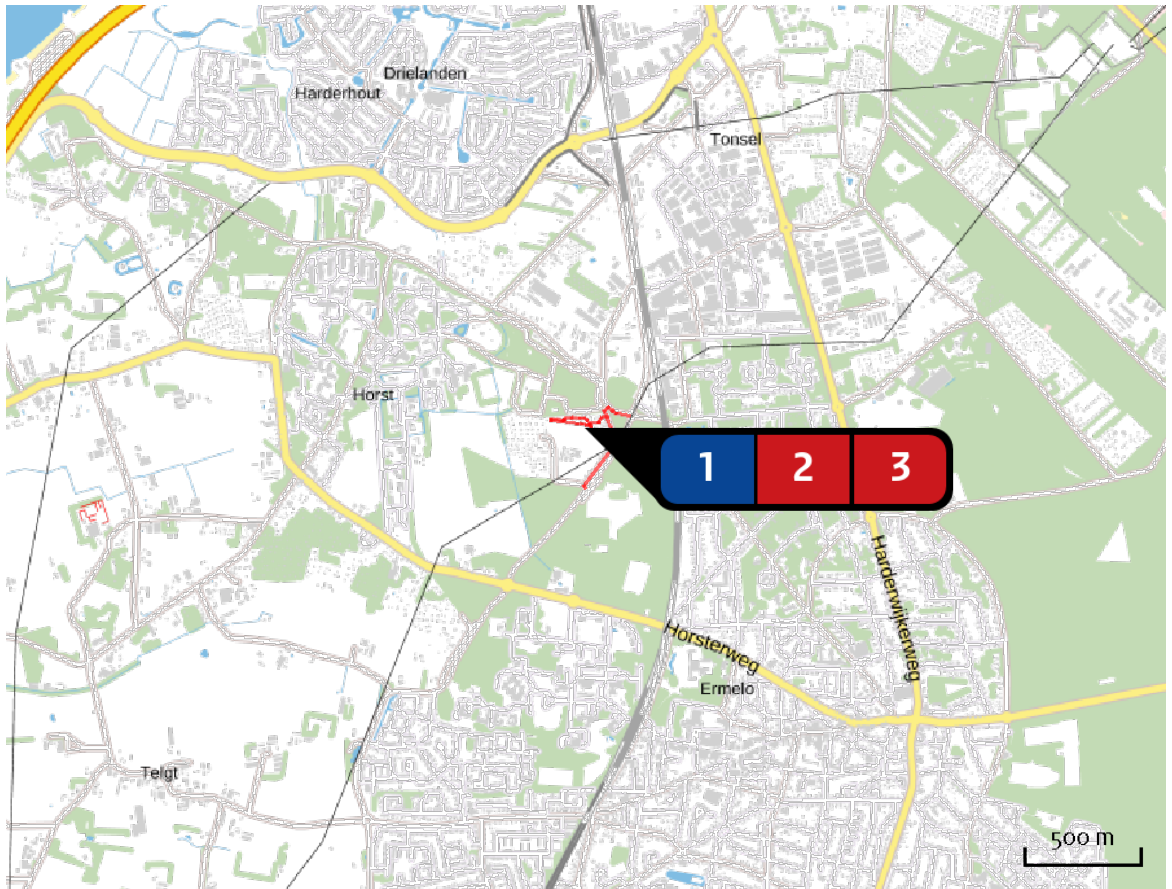 Drielanden
Harderhout
Tonsel
Horst
1 2 3
Harderwijkerweg
Horsterweg
Ermelo
Telgt
500 m